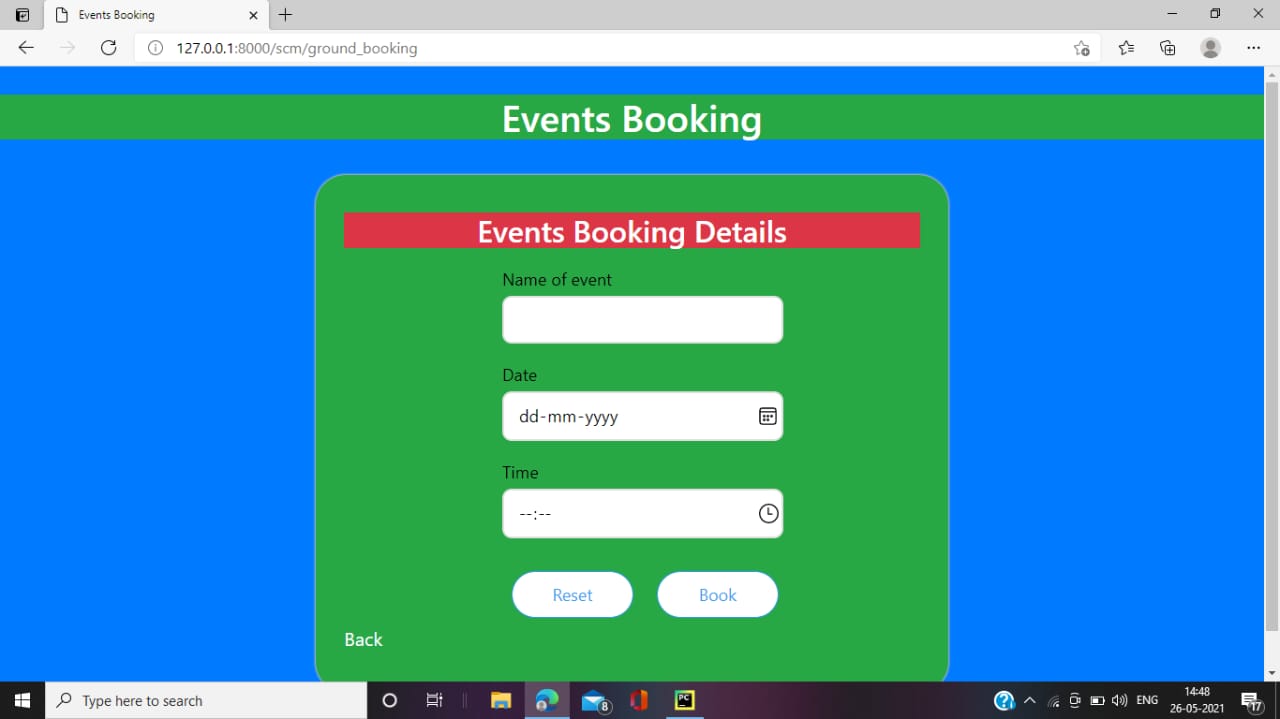 Events Booking
127.0.0.1:8000/scm/ground_booking
Events Booking
Events Booking Details
Name of event
Date
dd-mm-yyyy
Time
--:--
Reset Book
Back
Type here to search
8
PC
ENG
14:48
26-05-2021
17